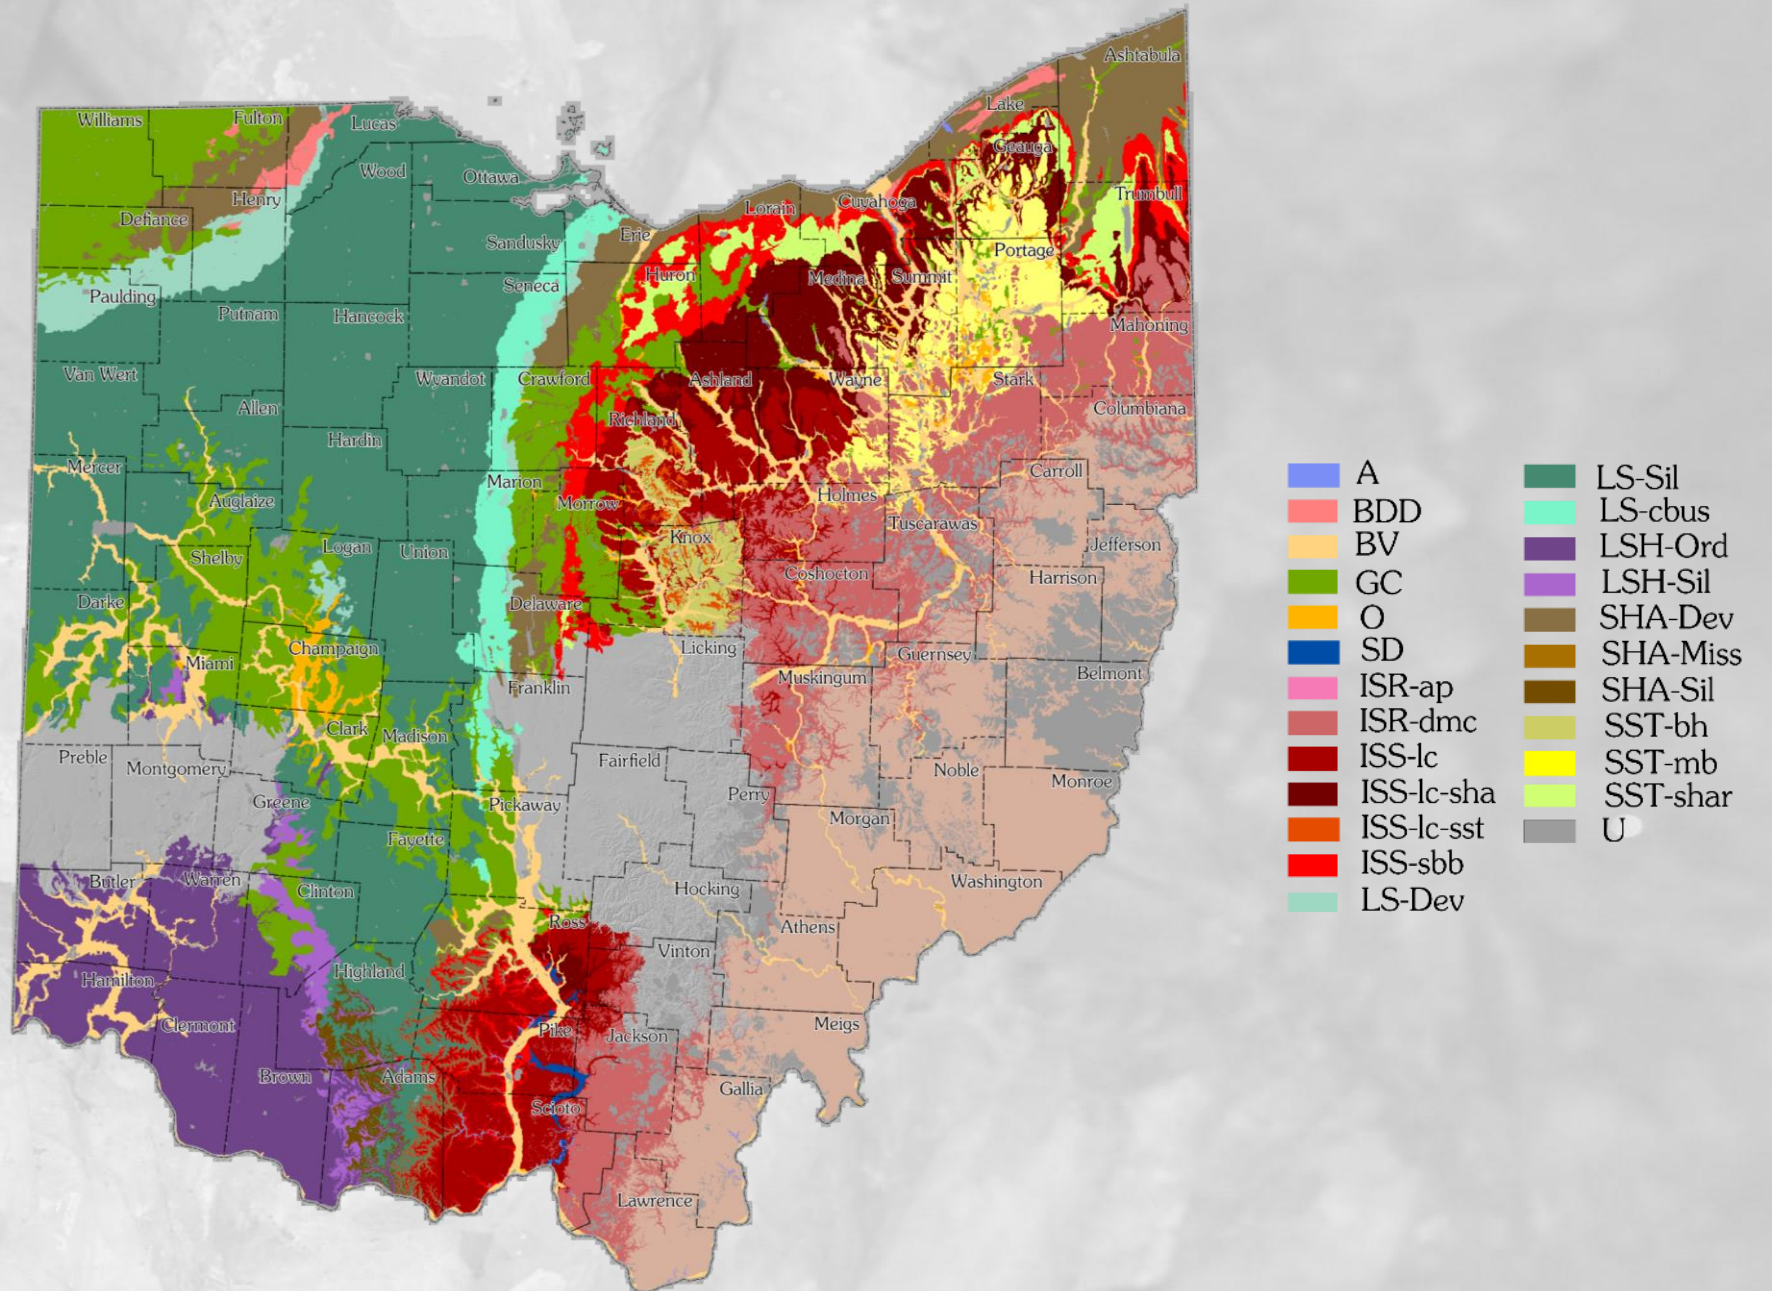 Ashtabula
Lake
Williams
Fulton
Lucas
Geauga
Wood
Ottawa
Trumbull
Henry
Defiance
Lorain
Cuyahoga
Erie
Sandusky
Portage
Huron
Medina
Summit
Seneca
Paulding
Putnam
Hancock
Mahoning
Van Wert
Wyandot
Crawford
Ashland
Wayne
Stark
Allen
Columbiana
Richland
Hardin
Mercer
Carroll
Marion
Auglaize
Morrow
Holmes
Tuscarawas
Knox
Jefferson
Logan
Union
Shelby
Coshocton
Harrison
Darke
Delaware
Champaign
Licking
Guernsey
Miami
Belmont
Muskingum
Franklin
Clark
Madison
Preble
Montgomery
Fairfield
Noble
Monroe
Greene
Pickaway
Perry
Morgan
Fayette
Butler
Warren
Clinton
Hocking
Washington
Ross
Athens
Vinton
Highland
Hamilton
Clermont
Pike
Jackson
Meigs
Brown
Adams
Gallia
Scioto
Lawrence
A
BDD
BV
GC
O
SD
ISR-ap
ISR-dmc
ISS-lc
ISS-lc-sha
ISS-lc-sst
ISS-sbb
LS-Dev
LS-Sil
LS-cbus
LSH-Ord
LSH-Sil
SHA-Dev
SHA-Miss
SHA-Sil
SST-bh
SST-mb
SST-shar
U